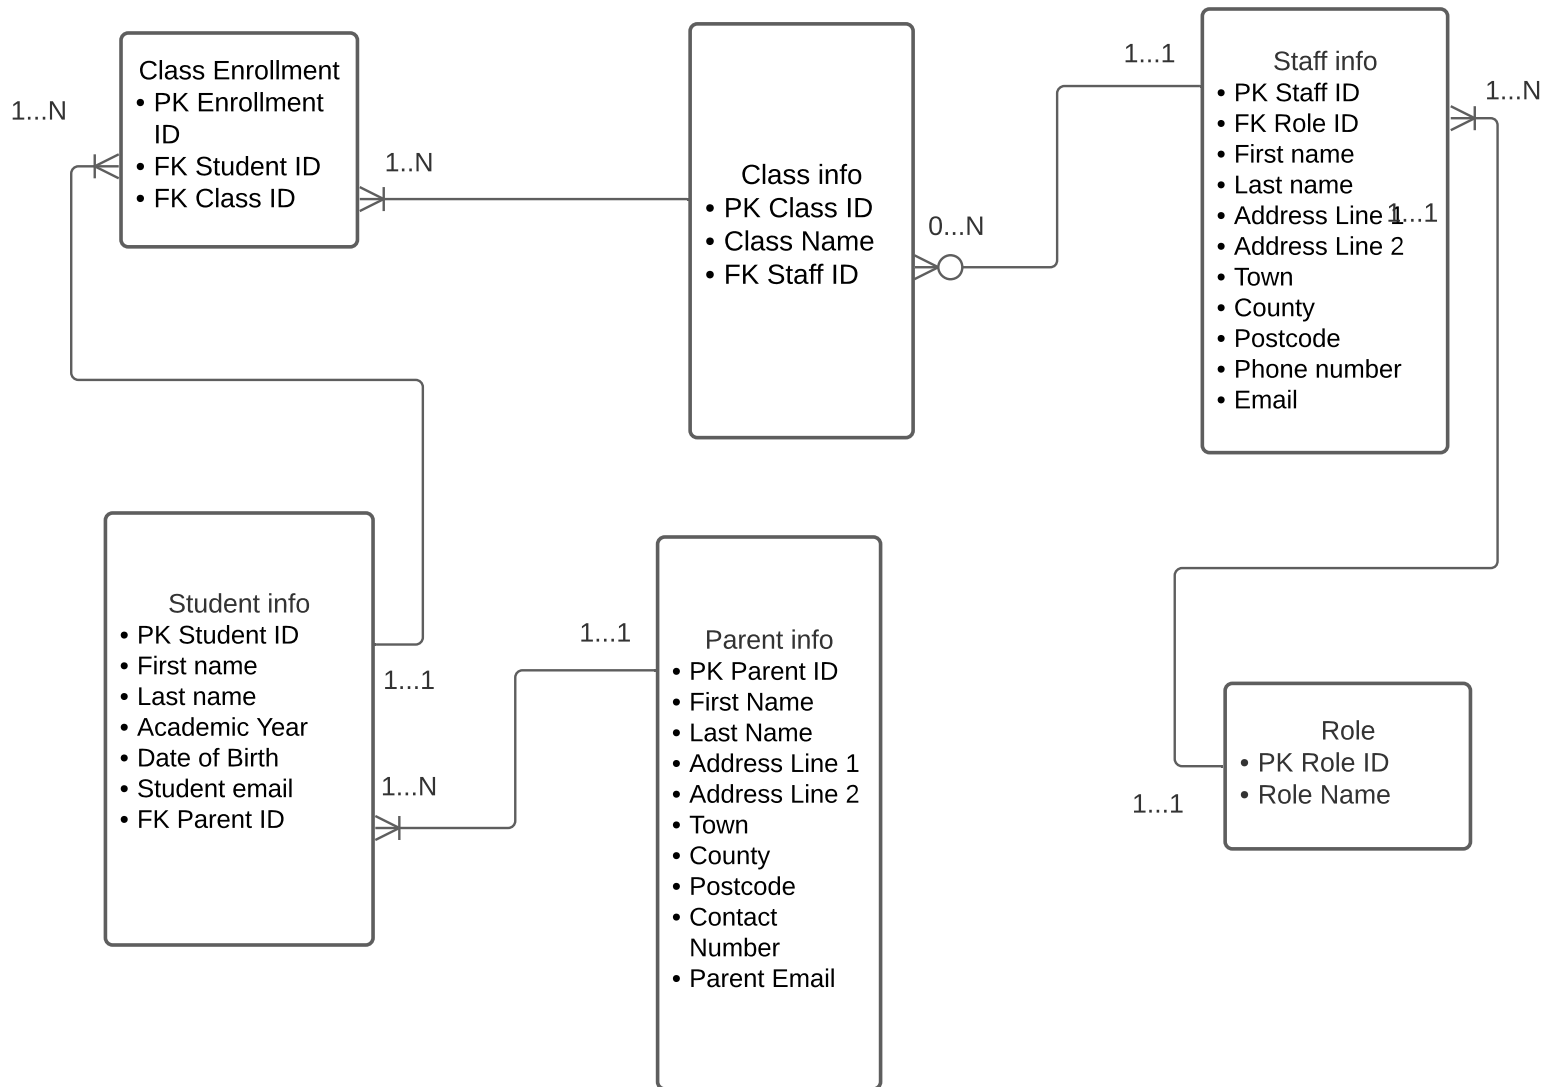 1...N
Class Enrollment
• PK Enrollment
ID
• FK Student ID
• FK Class ID
1..N
Class info
• PK Class ID
• Class Name
• FK Staff ID
0...N
1...1
Staff info
• PK Staff ID
• FK Role ID
• First name
• Last name
• Address Line 1
1...1
• Address Line 2
• Town
• County
• Postcode
• Phone number
• Email
1...N
Student info
• PK Student ID
• First name
• Last name
• Academic Year
• Date of Birth
• Student email
• FK Parent ID
1...1
1...N
1...1
Parent info
• PK Parent ID
• First Name
• Last Name
• Address Line 1
• Address Line 2
• Town
• County
• Postcode
• Contact
Number
• Parent Email
1...1
Role
• PK Role ID
• Role Name